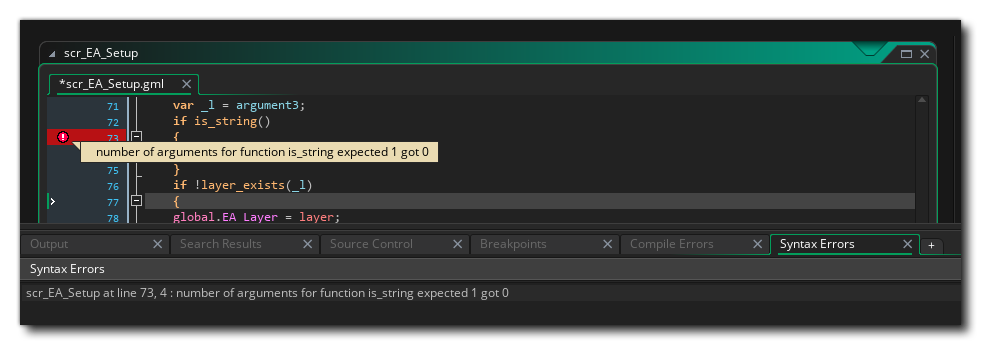 scr_EA_Setup
*scr_EA_Setup.gml
71 var _l = argument3;
72 if is_string()
73 {
number of arguments for function is_string expected 1 got 0
75 }
76 if !layer_exists(_l)
77 {
78 global.EA_Layer = layer;
Output Search Results Source Control Breakpoints Compile Errors Syntax Errors +
Syntax Errors
scr_EA_Setup at line 73, 4 : number of arguments for function is_string expected 1 got 0